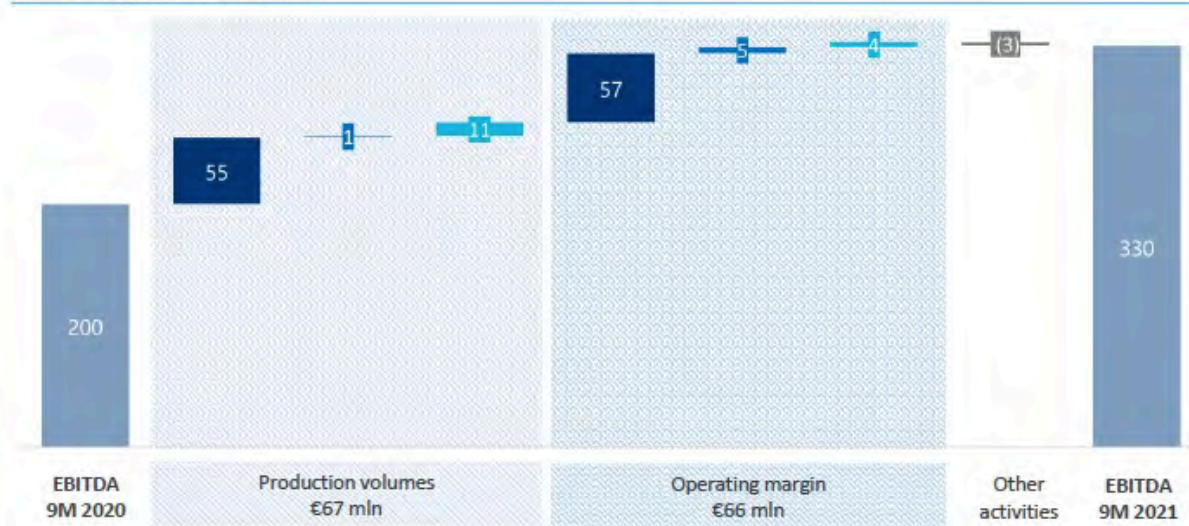 200
55
1
11
57
5
4
(3)
330
EBITDA
9M 2020
Production volumes
€67 mln
Operating margin
€66 mln
Other
activities
EBITDA
9M 2021